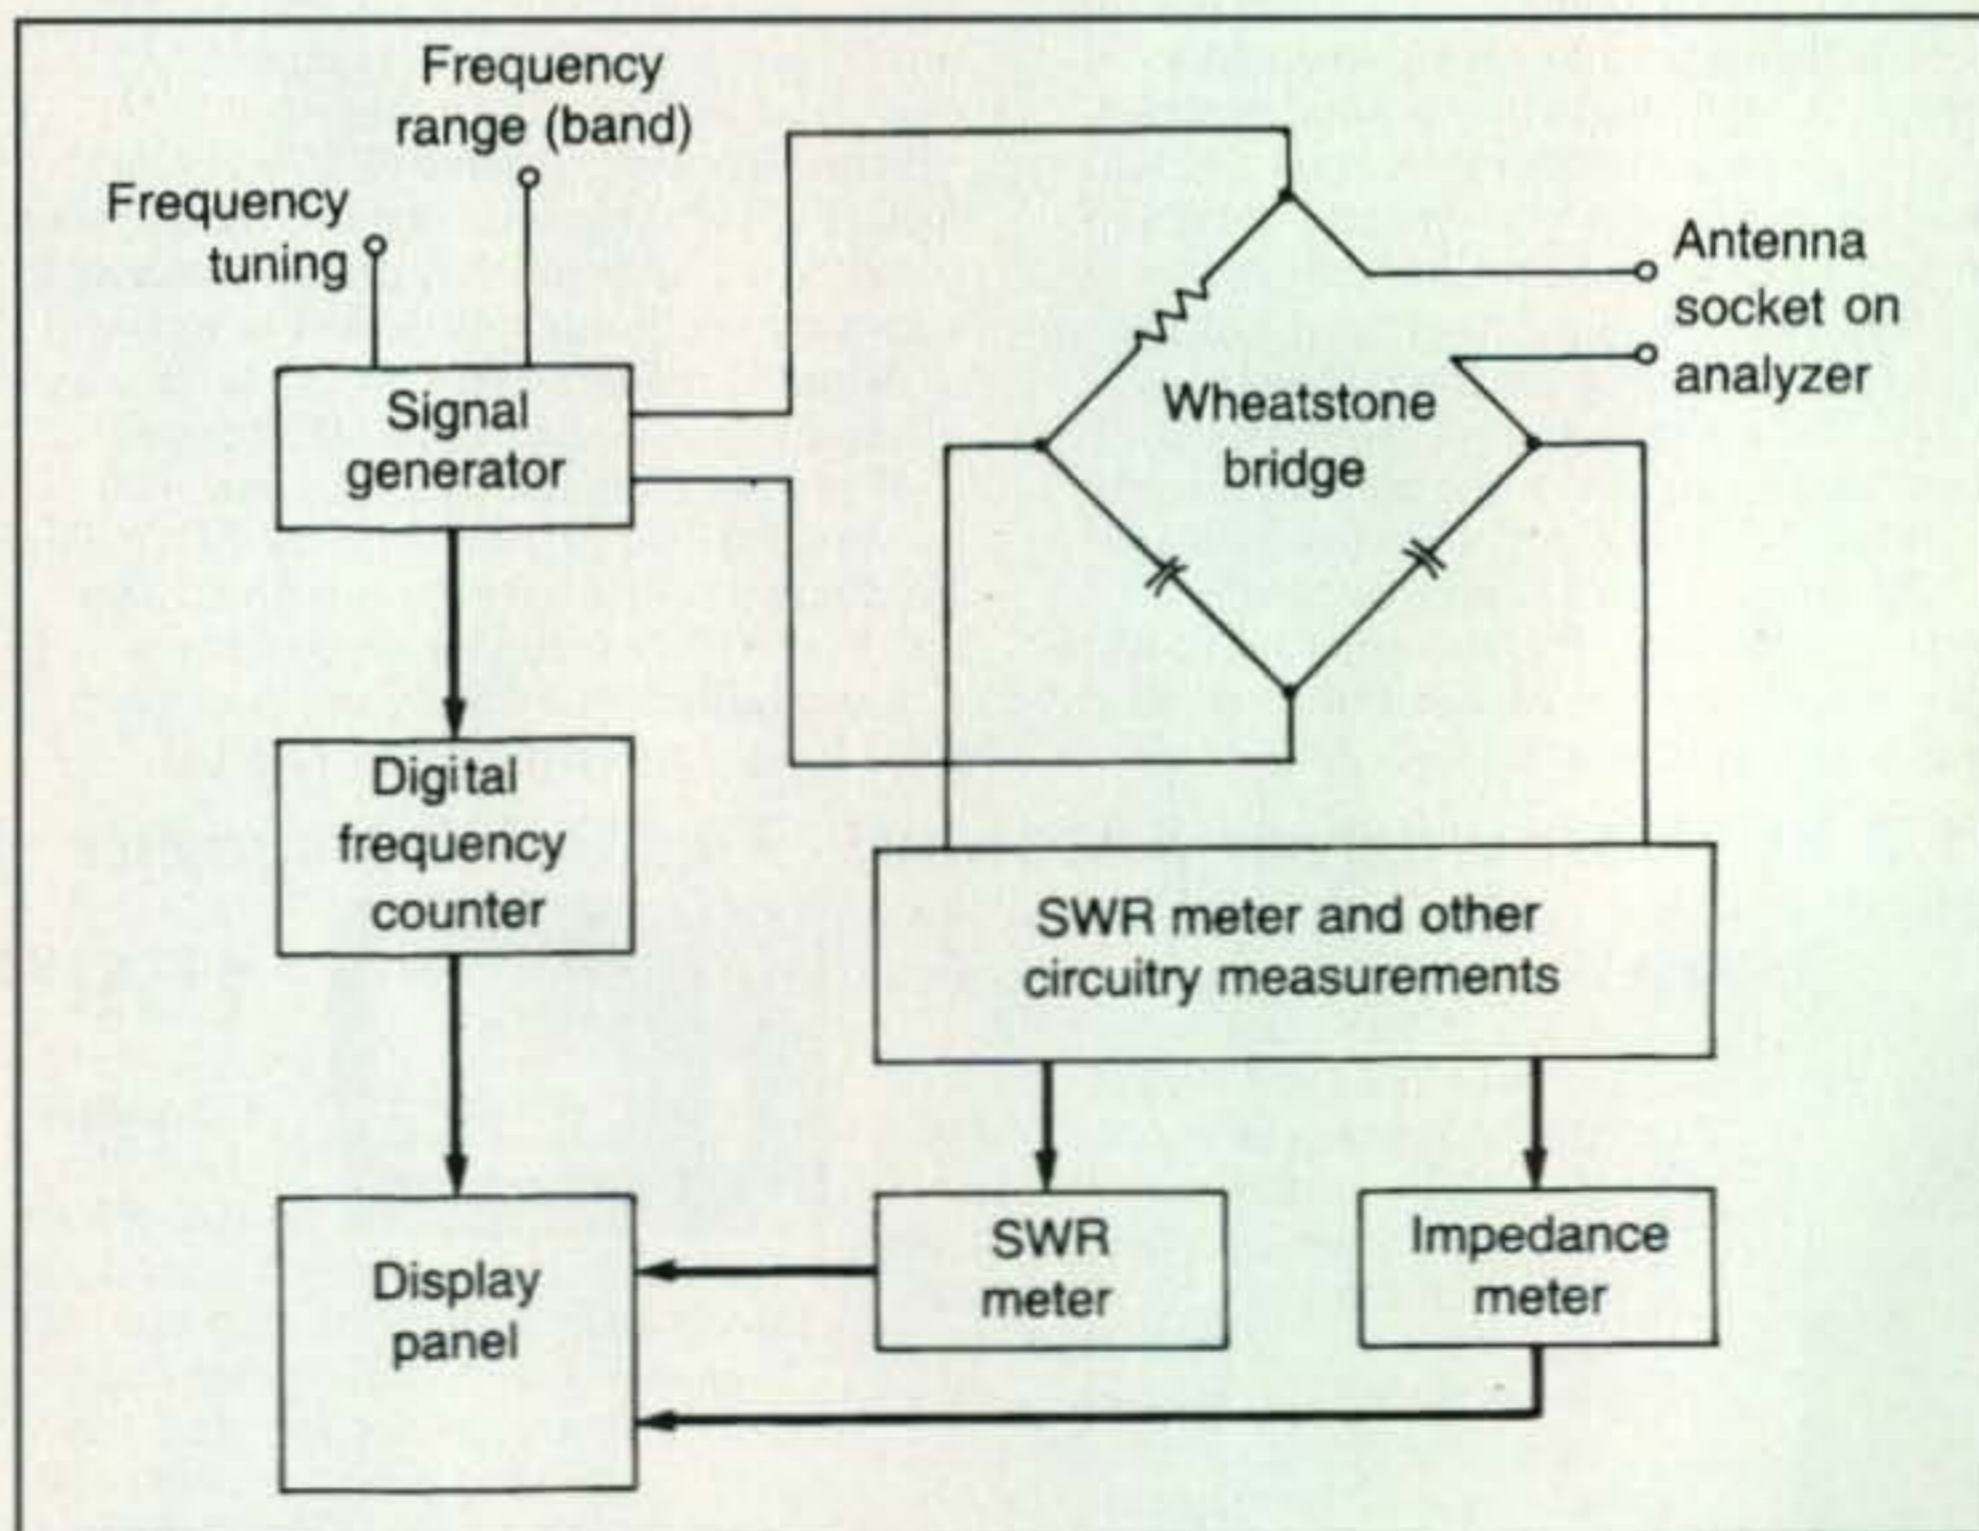 Frequency
range (band)
Frequency
tuning
Antenna
socket on
analyzer
Signal
generator
Wheatstone
bridge
Digital
frequency
counter
SWR meter and other
circuitry measurements
Display
panel
SWR
meter
Impedance
meter